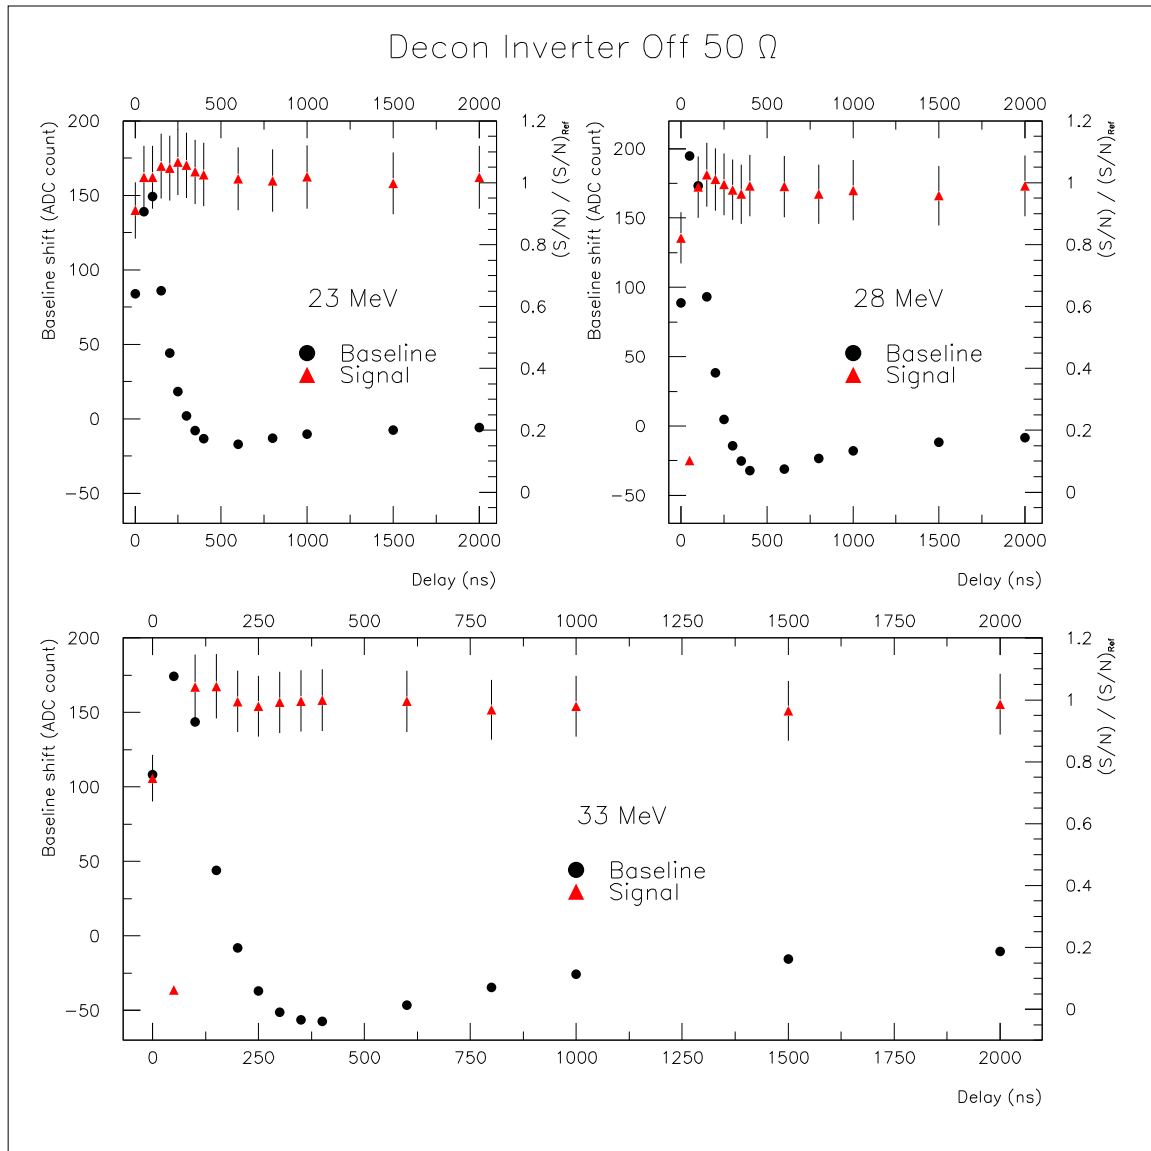 Decon Inverter Off 50 Ω
0 500 1000 1500 2000
Baseline shift (ADC count)
200
150
100
50
0
−50
1.2
1
0.8
0.6
0.4
0.2
0
(S/N) / (S/N)Ref
23 MeV
Baseline
Signal
0 500 1000 1500 2000
Delay (ns)
0 500 1000 1500 2000
Baseline shift (ADC count)
200
150
100
50
0
−50
1.2
1
0.8
0.6
0.4
0.2
0
(S/N) / (S/N)Ref
28 MeV
Baseline
Signal
0 500 1000 1500 2000
Delay (ns)
0 250 500 750 1000 1250 1500 1750 2000
Baseline shift (ADC count)
200
150
100
50
0
−50
1.2
1
0.8
0.6
0.4
0.2
0
(S/N) / (S/N)Ref
33 MeV
Baseline
Signal
0 250 500 750 1000 1250 1500 1750 2000
Delay (ns)